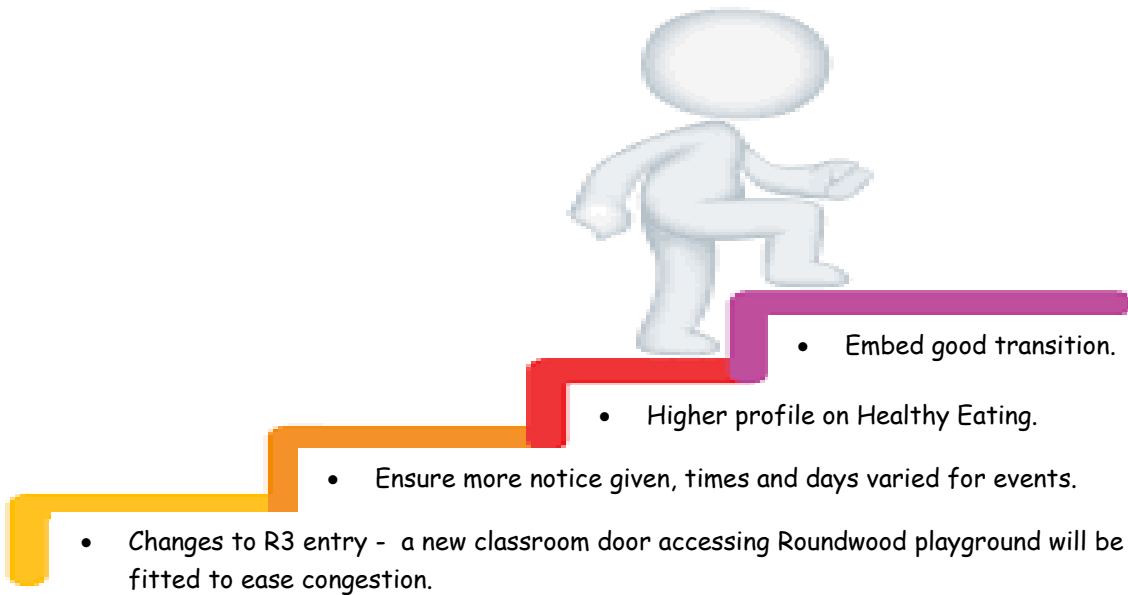 • Embed good transition.
• Higher profile on Healthy Eating.
• Ensure more notice given, times and days varied for events.
• Changes to R3 entry - a new classroom door accessing Roundwood playground will be
fitted to ease congestion.